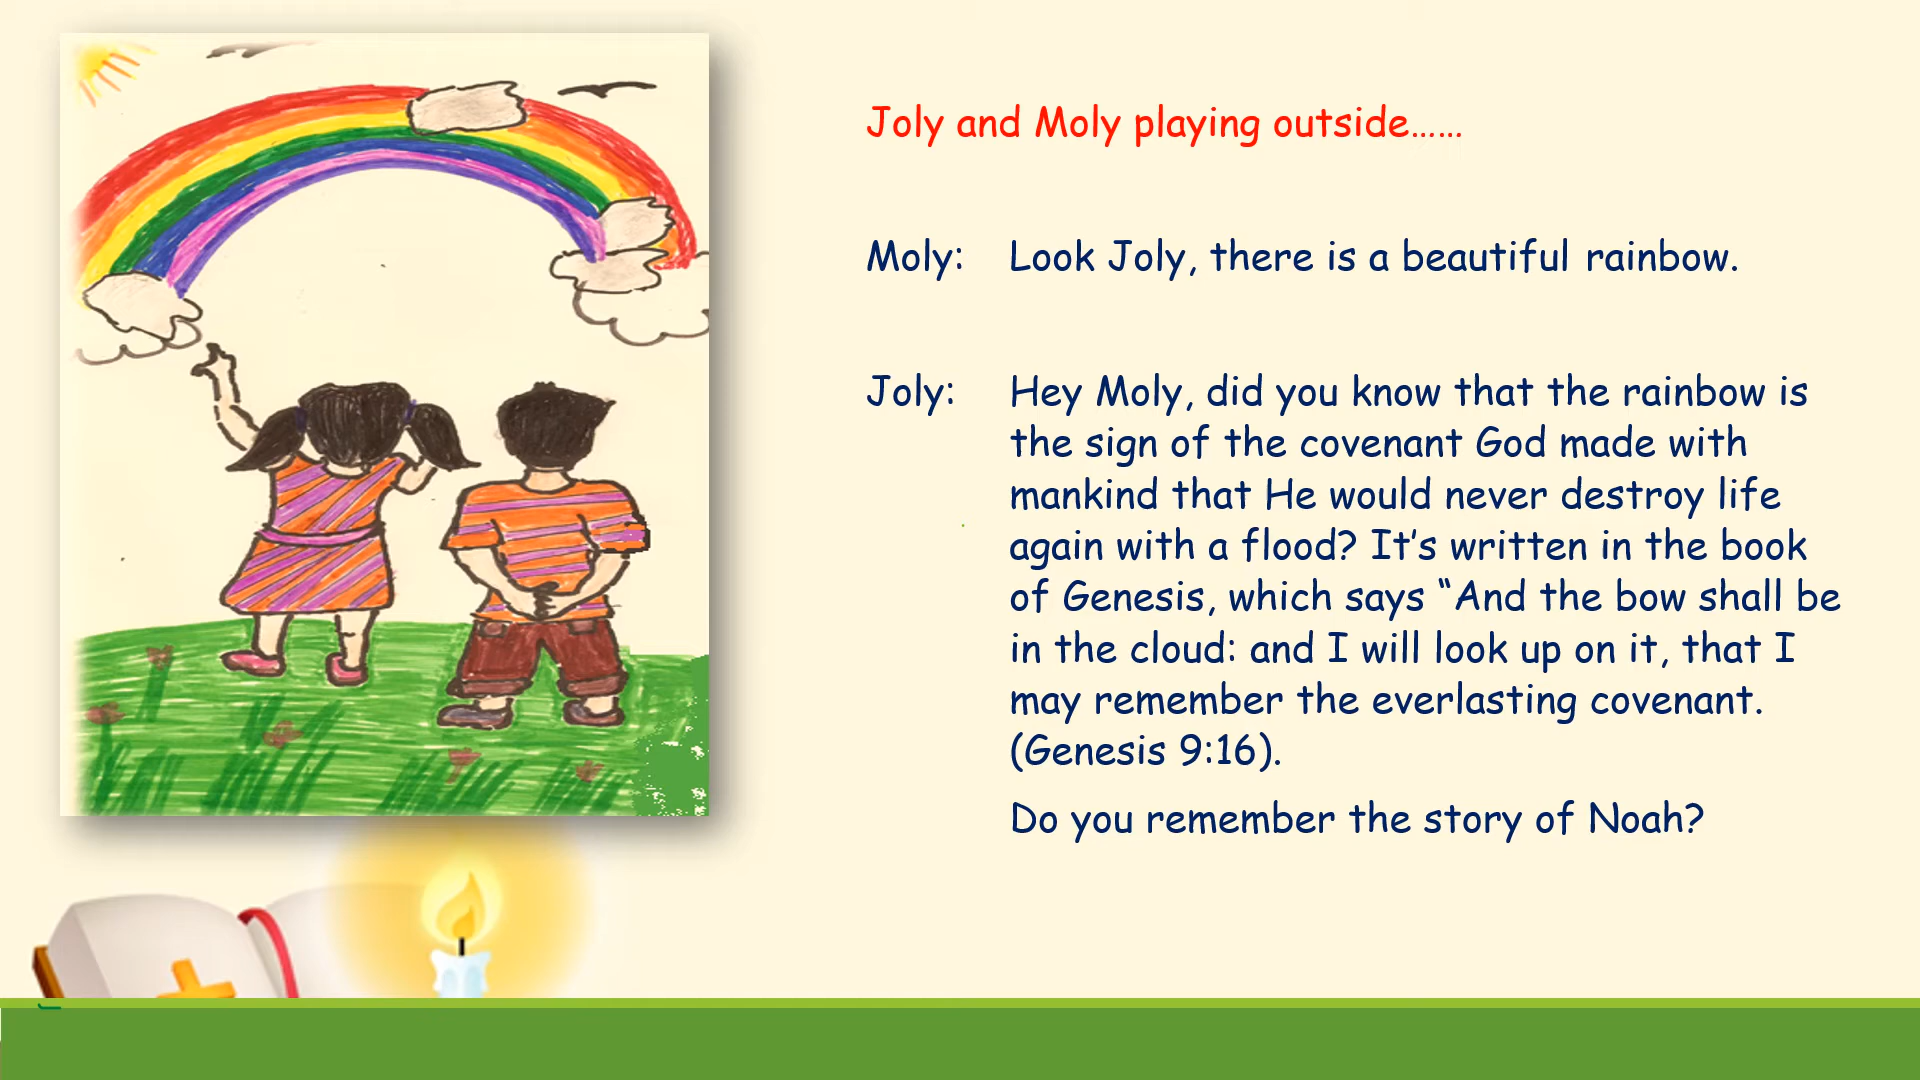 Joly and Moly playing outside......
Moly: Look Joly, there is a beautiful rainbow.
Joly: Hey Moly, did you know that the rainbow is
the sign of the covenant God made with
mankind that He would never destroy life
again with a flood? It’s written in the book
of Genesis, which says “And the bow shall be
in the cloud: and I will look up on it, that I
may remember the everlasting covenant.
(Genesis 9:16).
Do you remember the story of Noah?